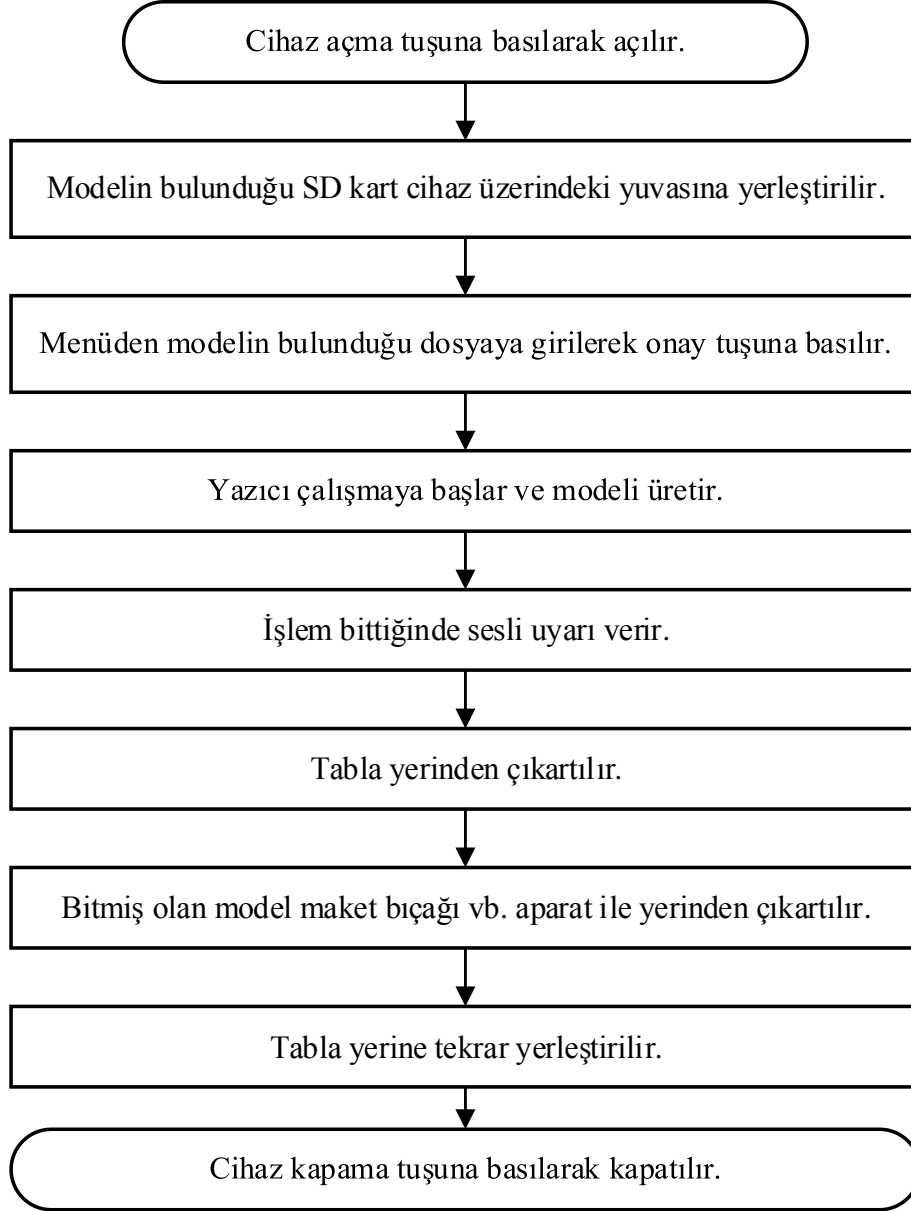 Cihaz açma tuşuna basılarak açılır.
Modelin bulunduğu SD kart cihaz üzerindeki yuvasına yerleştirilir.
Menüden modelin bulunduğu dosyaya girilerek onay tuşuna basılır.
Yazıcı çalışmaya başlar ve modeli üretir.
İşlem bittiğinde sesli uyarı verir.
Tabla yerinden çıkartılır.
Bitmiş olan model maket bıçağı vb. aparat ile yerinden çıkartılır.
Tabla yerine tekrar yerleştirilir.
Cihaz kapama tuşuna basılarak kapatılır.